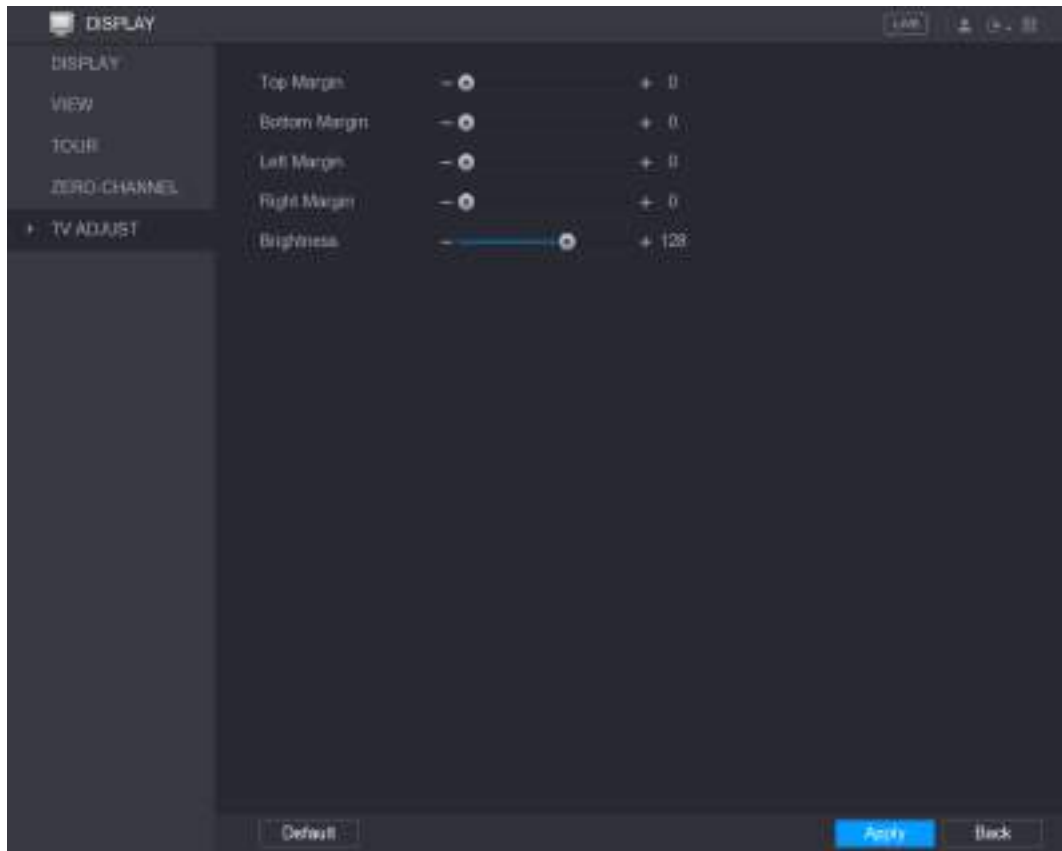 DISPLAY
LIVE
DISPLAY
VIEW
TOUR
ZERO-CHANNEL
TV ADJUST
Top Margin - + 0
Bottom Margin - + 0
Left Margin - + 0
Right Margin - + 0
Brightness - + 128
Default
Apply
Back